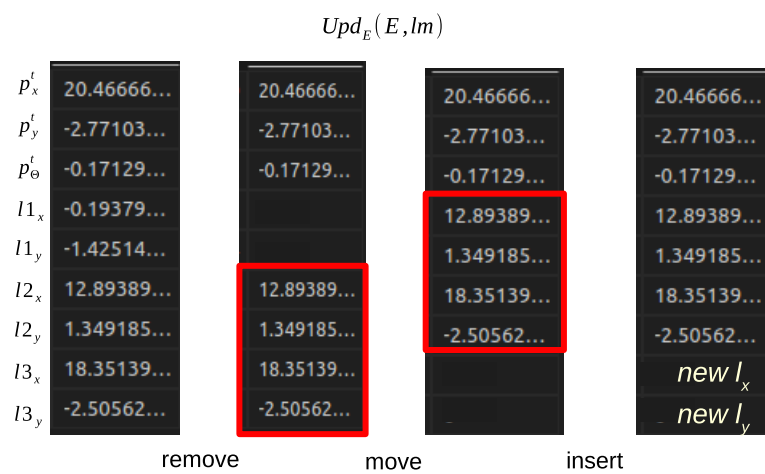 Upd_E(E,lm)
p_x^t 20.46666... 20.46666... 20.46666... 20.46666...
p_y^t -2.77103... -2.77103... -2.77103... -2.77103...
p_Θ^t -0.17129... -0.17129... -0.17129... -0.17129...
l1_x -0.19379... 12.89389... 12.89389...
l1_y -1.42514... 1.349185... 1.349185...
l2_x 12.89389... 12.89389... 18.35139... 18.35139...
l2_y 1.349185... 1.349185... -2.50562... -2.50562...
l3_x 18.35139... 18.35139... new l_x
l3_y -2.50562... -2.50562... new l_y
remove move insert